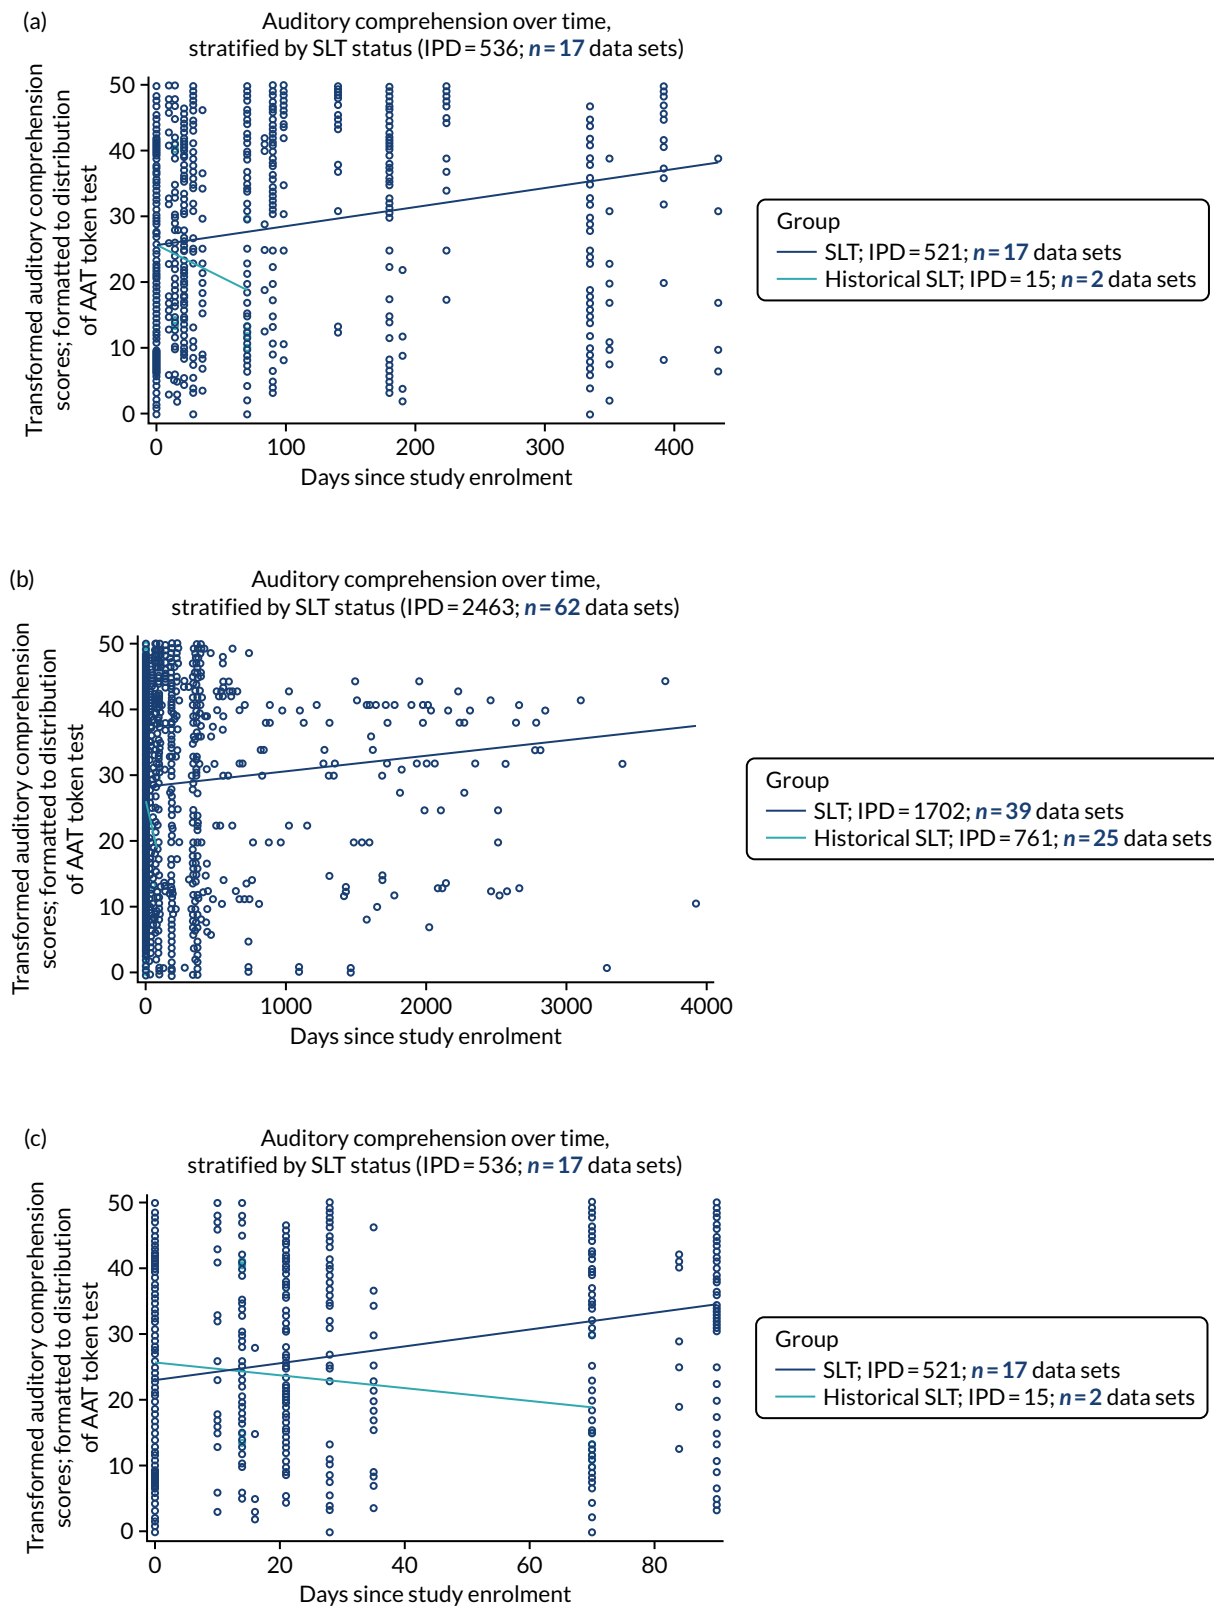 (a)
Auditory comprehension over time,
stratified by SLT status (IPD = 536; n = 17 data sets)
Transformed auditory comprehension
scores; formatted to distribution
of AAT token test
50
40
30
20
10
0
0 100 200 300 400
Days since study enrolment
Group
SLT; IPD = 521; n = 17 data sets
Historical SLT; IPD = 15; n = 2 data sets
(b)
Auditory comprehension over time,
stratified by SLT status (IPD = 2463; n = 62 data sets)
Transformed auditory comprehension
scores; formatted to distribution
of AAT token test
50
40
30
20
10
0
0 1000 2000 3000 4000
Days since study enrolment
Group
SLT; IPD = 1702; n = 39 data sets
Historical SLT; IPD = 761; n = 25 data sets
(c)
Auditory comprehension over time,
stratified by SLT status (IPD = 536; n = 17 data sets)
Transformed auditory comprehension
scores; formatted to distribution
of AAT token test
50
40
30
20
10
0
0 20 40 60 80
Days since study enrolment
Group
SLT; IPD = 521; n = 17 data sets
Historical SLT; IPD = 15; n = 2 data sets